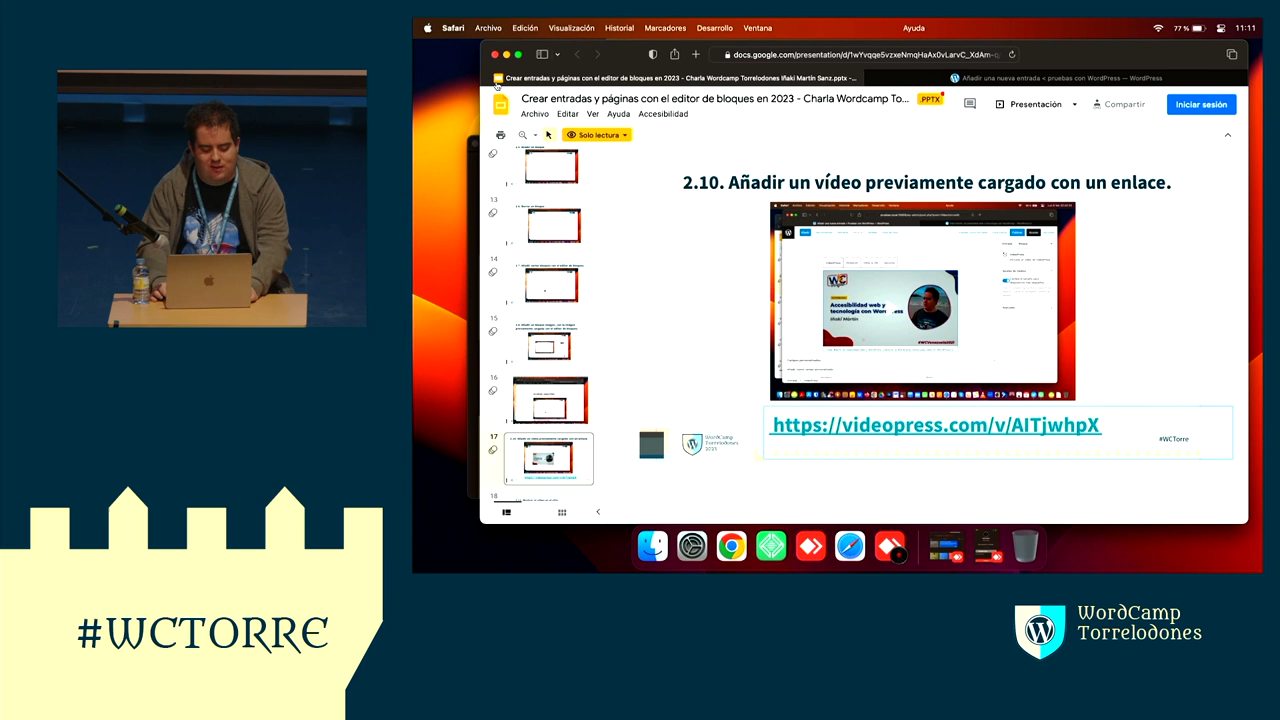 Safari Archivo Edición Visualización Historial Marcadores Desarrollo Ventana Ayuda 77 % 11:11
docs.google.com/presentation/d/1wYvqqe5vzxeNmqHaAx0vLarvC_XdAm-
Crear entradas y páginas con el editor de bloques en 2023 - Charla Wordcamp Torrelodones Iñaki Martín Sanz.pptx -...
Añadir una nueva entrada < pruebas con WordPress — WordPress
Crear entradas y páginas con el editor de bloques en 2023 - Charla Wordcamp To... .PPTX
Presentación Compartir Iniciar sesión
Archivo Editar Ver Ayuda Accesibilidad
Solo lectura
13
14
15
16
17
18
2.10. Añadir un vídeo previamente cargado con un enlace.
Accesibilidad web y
tecnología con WordPress
Iñaki Martín
https://videopress.com/v/AITjwhpX
WordCamp
Torrelodones
2023
#WCTorre
#WCTORRE
WordCamp
Torrelodones